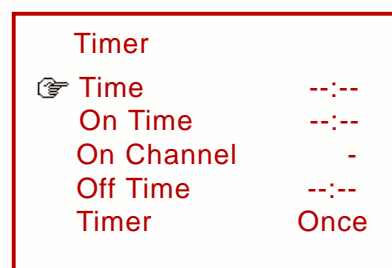 Timer
Time --:--
On Time --:--
On Channel -
Off Time --:--
Timer Once